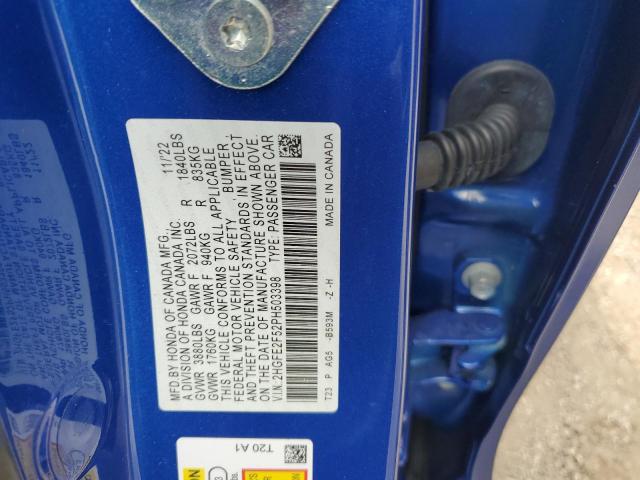 MFD BY HONDA OF CANADA MFG., 11/22
A DIVISION OF HONDA CANADA INC.
GVWR 3880LBS GAWR F 2072LBS R 1840LBS
GVWR 1760KG GAWR F 940KG R 835KG
THIS VEHICLE CONFORMS TO ALL APPLICABLE
FEDERAL MOTOR VEHICLE SAFETY, BUMPER
AND THEFT PREVENTION STANDARDS, IN EFFECT
ON THE DATE OF MANUFACTURE SHOWN ABOVE.
V.I.N.:2HGFE2F52PH503398 TYPE: PASSENGER CAR
T23 P AG5 -B593M -Z -H MADE IN CANADA
T20 A1